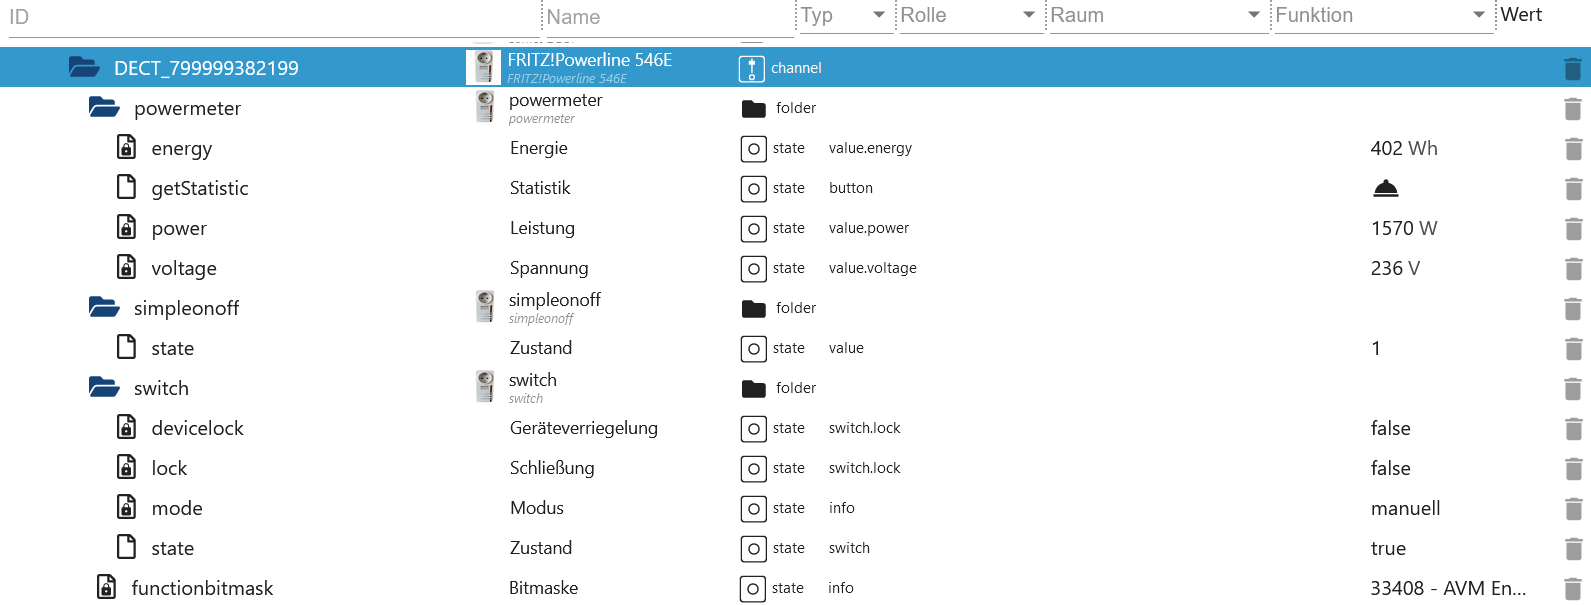 ID Name Typ Rolle Raum Funktion Wert
DECT_799999382199 FRITZ!Powerline 546E channel
FRITZ!Powerline 546E
powermeter powermeter folder
powermeter
energy Energie state value.energy 402 Wh
getStatistic Statistik state button
power Leistung state value.power 1570 W
voltage Spannung state value.voltage 236 V
simpleonoff simpleonoff folder
simpleonoff
state Zustand state value 1
switch switch folder
switch
devicelock Geräteverriegelung state switch.lock false
lock Schließung state switch.lock false
mode Modus state info manuell
state Zustand state switch true
functionbitmask Bitmaske state info 33408 - AVM En...